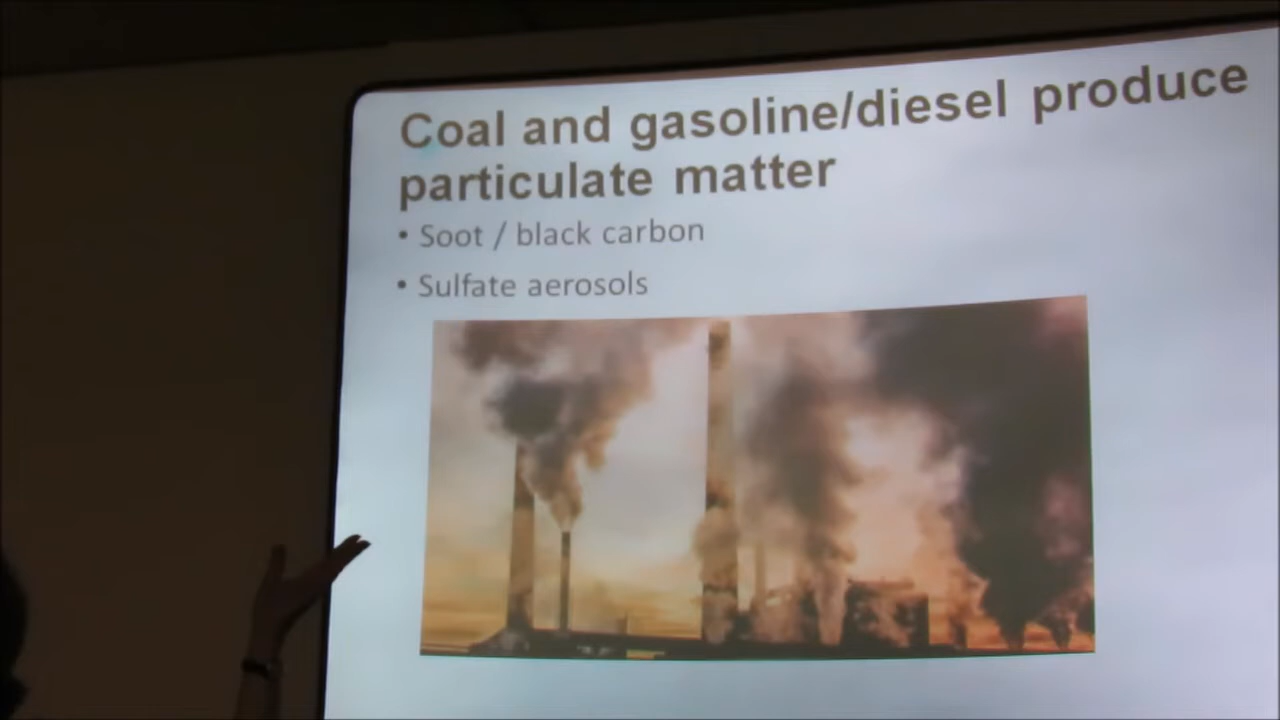 Coal and gasoline/diesel produce
particulate matter
• Soot / black carbon
• Sulfate aerosols